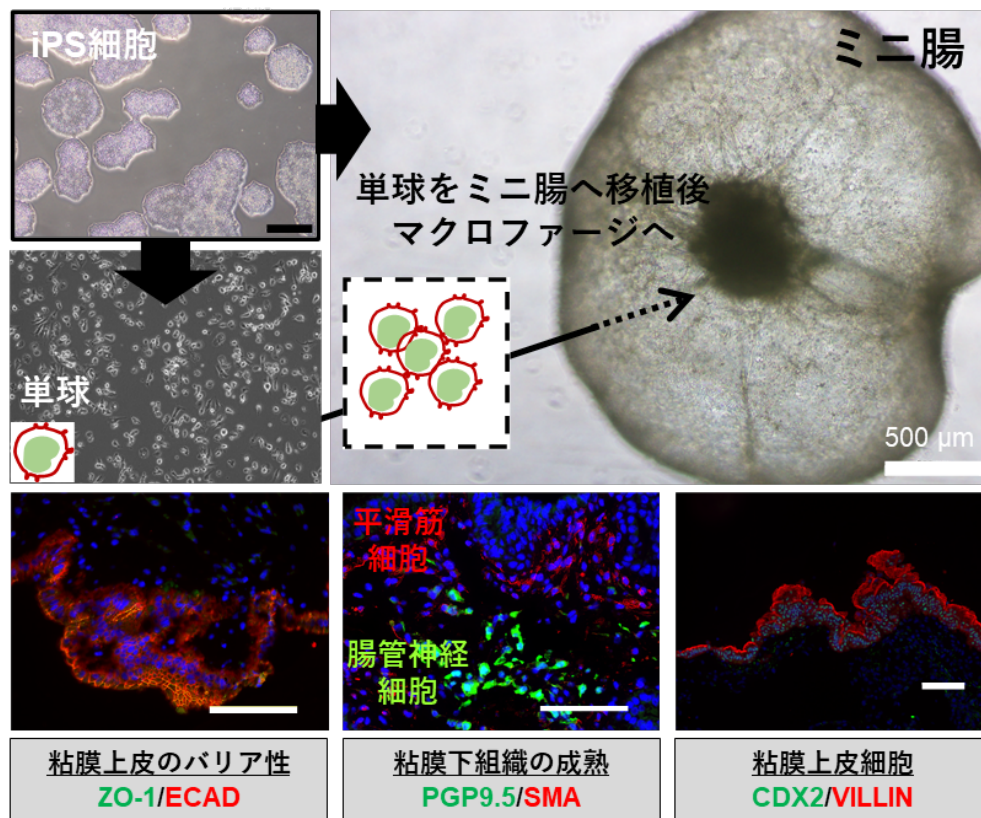 iPS細胞
ミニ腸
単球をミニ腸へ移植後
マクロファージへ
単球
500 µm
平滑筋
細胞
腸管神経
細胞
粘膜上皮のバリア性
ZO-1/ECAD
粘膜下組織の成熟
PGP9.5/SMA
粘膜上皮細胞
CDX2/VILLIN